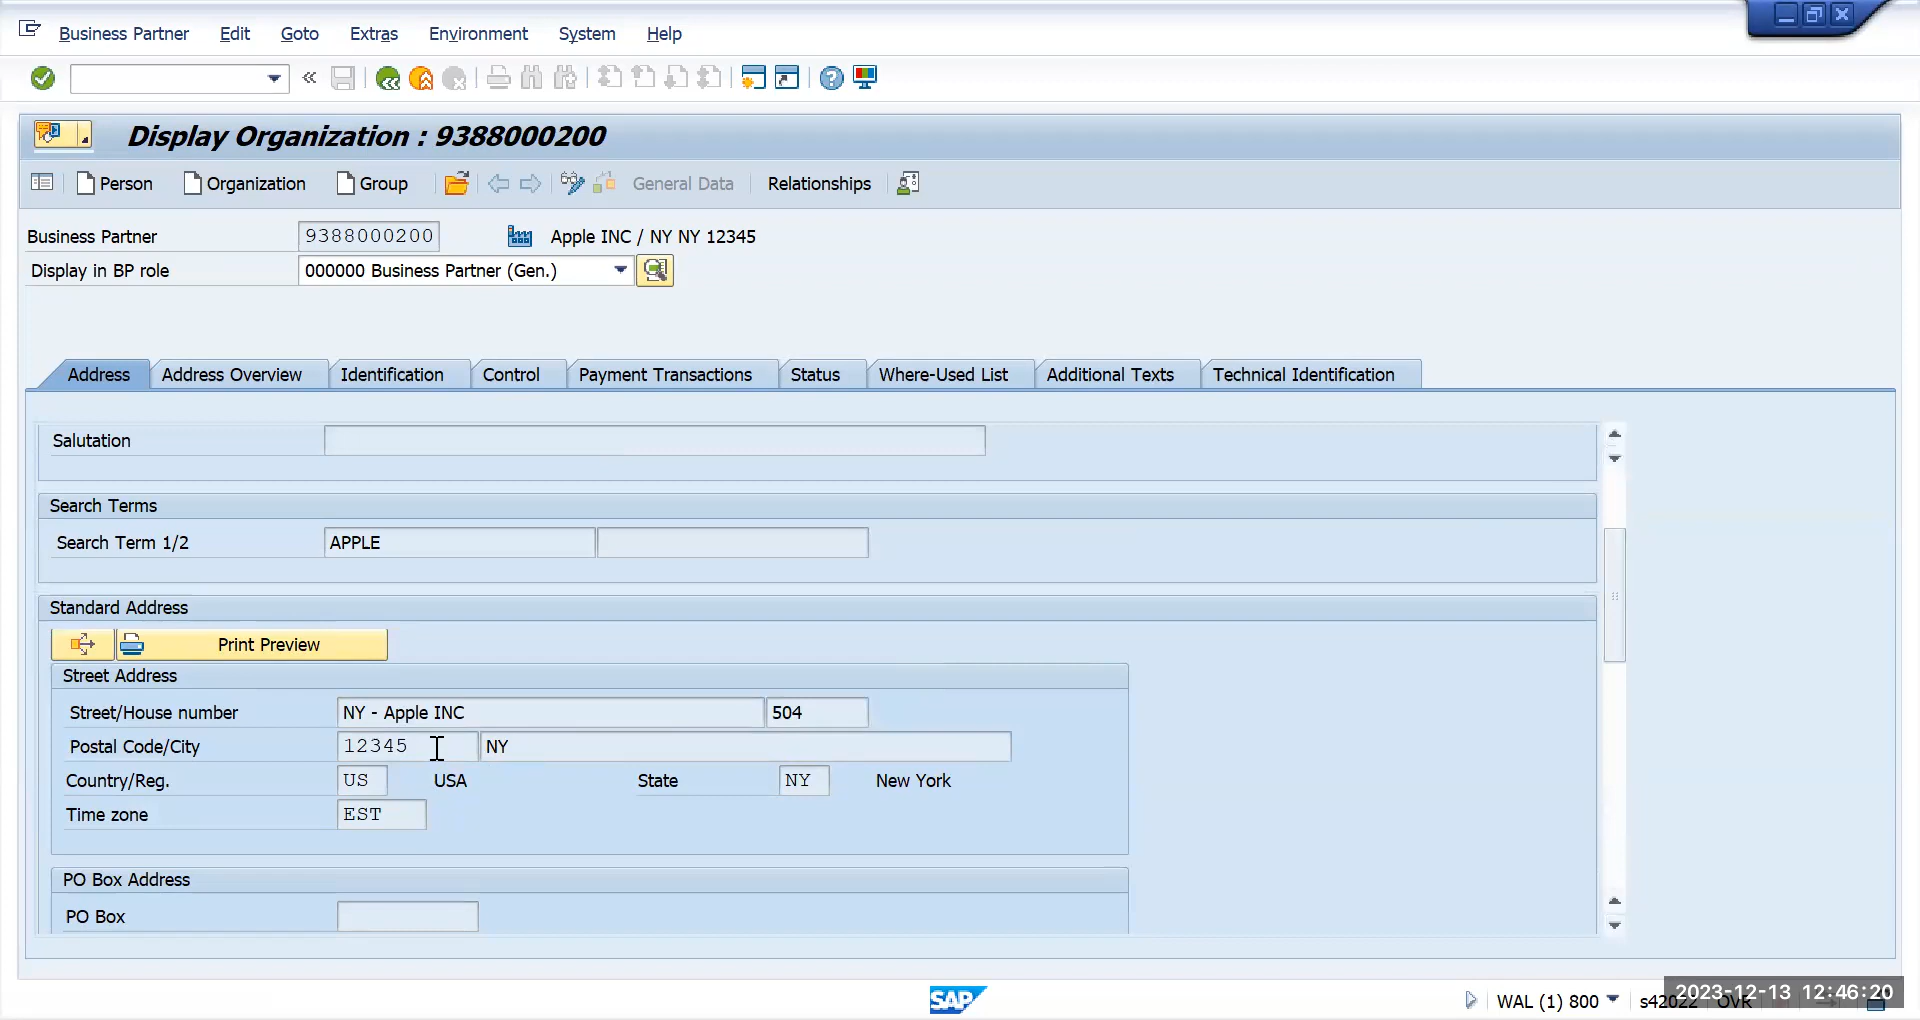 Business Partner Edit Goto Extras Environment System Help
Display Organization : 9388000200
Person Organization Group General Data Relationships
Business Partner 9388000200 Apple INC / NY NY 12345
Display in BP role 000000 Business Partner (Gen.)
Address Address Overview Identification Control Payment Transactions Status Where-Used List Additional Texts Technical Identification
Salutation
Search Terms
Search Term 1/2 APPLE
Standard Address
Print Preview
Street Address
Street/House number NY - Apple INC 504
Postal Code/City 12345 NY
Country/Reg. US USA State NY New York
Time zone EST
PO Box Address
PO Box
SAP WAL (1) 800 s42022 OVR
2023-12-13 12:46:20